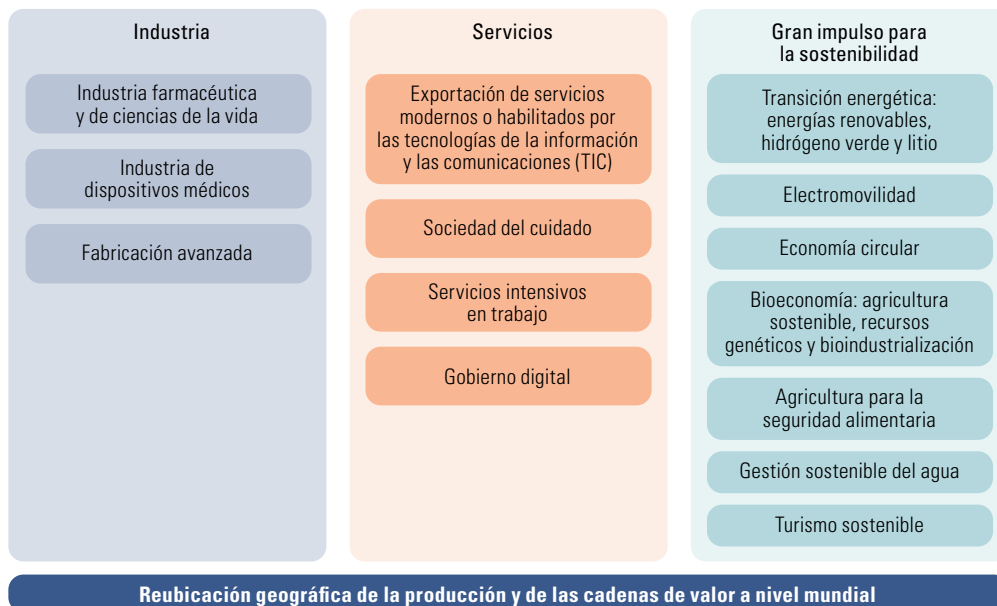 Industria
Industria farmacéutica
y de ciencias de la vida
Industria de
dispositivos médicos
Fabricación avanzada
Servicios
Exportación de servicios
modernos o habilitados por
las tecnologías de la información
y las comunicaciones (TIC)
Sociedad del cuidado
Servicios intensivos
en trabajo
Gobierno digital
Gran impulso para
la sostenibilidad
Transición energética:
energías renovables,
hidrógeno verde y litio
Electromovilidad
Economía circular
Bioeconomía: agricultura
sostenible, recursos
genéticos y bioindustrialización
Agricultura para la
seguridad alimentaria
Gestión sostenible del agua
Turismo sostenible
Reubicación geográfica de la producción y de las cadenas de valor a nivel mundial